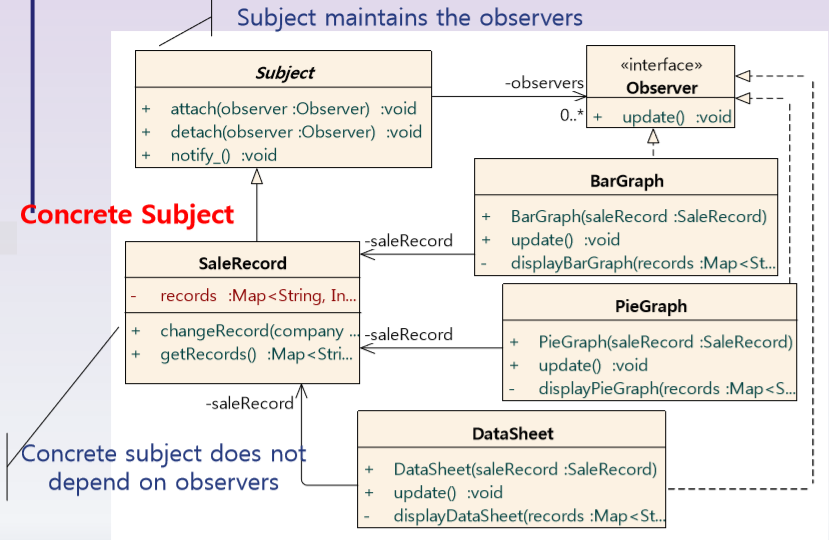 Subject maintains the observers
Subject
+ attach(observer :Observer) :void
+ detach(observer :Observer) :void
+ notify_() :void
-observers
0..*
«interface»
Observer
+ update() :void
Concrete Subject
BarGraph
+ BarGraph(saleRecord :SaleRecord)
+ update() :void
- displayBarGraph(records :Map<St...
-saleRecord
SaleRecord
- records :Map<String, In...
+ changeRecord(company ...
+ getRecords() :Map<Stri...
PieGraph
+ PieGraph(saleRecord :SaleRecord)
+ update() :void
- displayPieGraph(records :Map<S...
-saleRecord
-saleRecord
DataSheet
+ DataSheet(saleRecord :SaleRecord)
+ update() :void
- displayDataSheet(records :Map<St...
Concrete subject does not
depend on observers